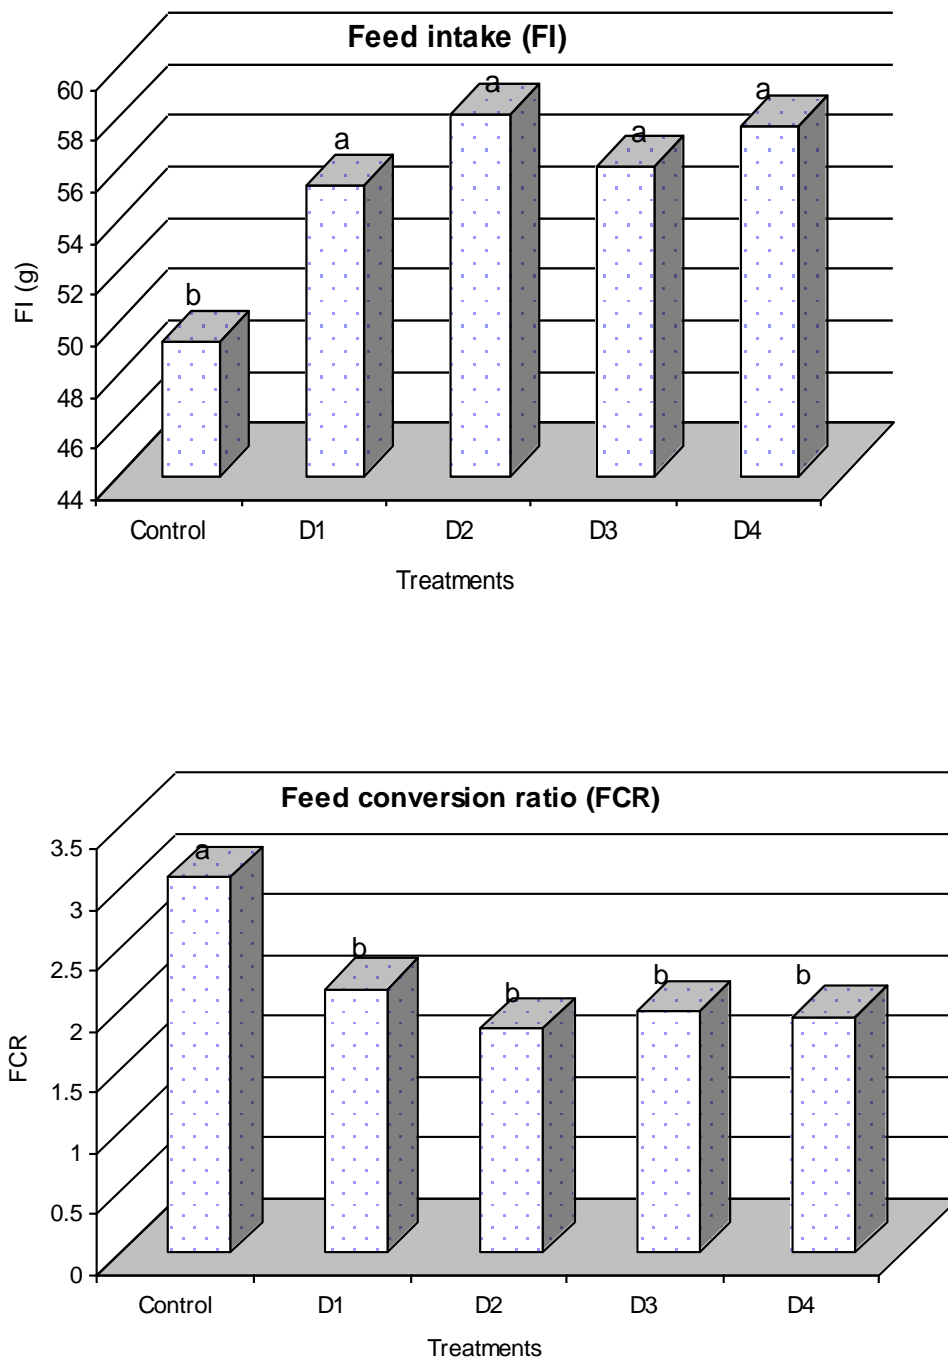 Feed intake (FI)
60
58
56
54
52
50
48
46
44
FI (g)
b
a
a
a
a
Control
D1
D2
D3
D4
Treatments
Feed conversion ratio (FCR)
3.5
3
2.5
2
1.5
1
0.5
0
FCR
a
b
b
b
b
Control
D1
D2
D3
D4
Treatments